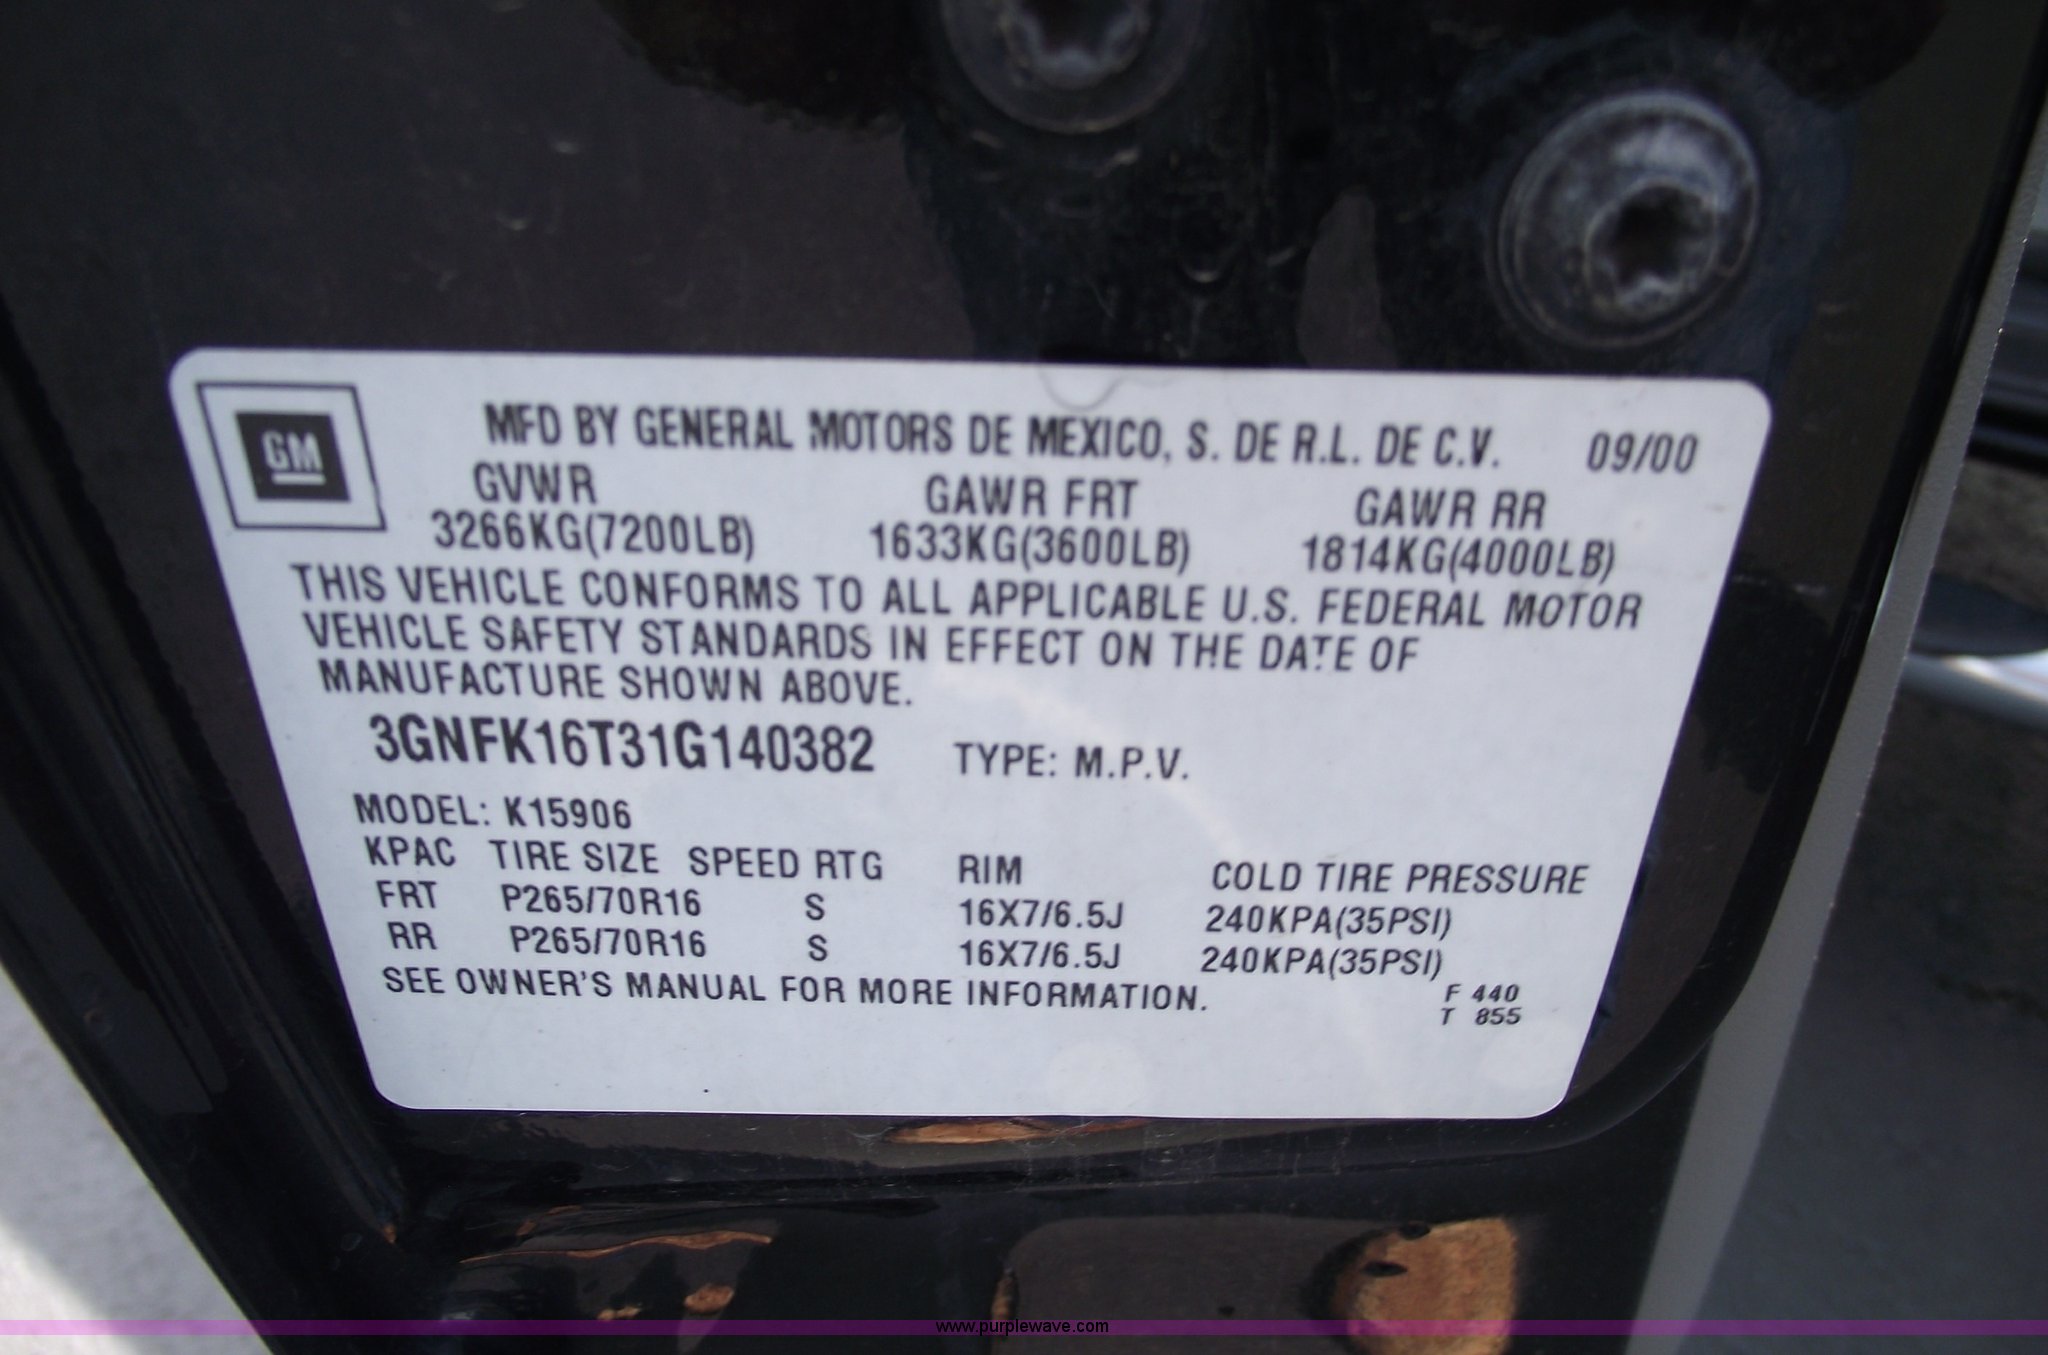 GM
MFD BY GENERAL MOTORS DE MEXICO, S. DE R.L. DE C.V. 09/00
GVWR GAWR FRT GAWR RR
3266KG(7200LB) 1633KG(3600LB) 1814KG(4000LB)
THIS VEHICLE CONFORMS TO ALL APPLICABLE U.S. FEDERAL MOTOR
VEHICLE SAFETY STANDARDS IN EFFECT ON THE DATE OF
MANUFACTURE SHOWN ABOVE.
3GNFK16T31G140382 TYPE: M.P.V.
MODEL: K15906
KPAC TIRE SIZE SPEED RTG RIM COLD TIRE PRESSURE
FRT P265/70R16 S 16X7/6.5J 240KPA(35PSI)
RR P265/70R16 S 16X7/6.5J 240KPA(35PSI)
SEE OWNER'S MANUAL FOR MORE INFORMATION.
F 440
T 855
www.purplewave.com